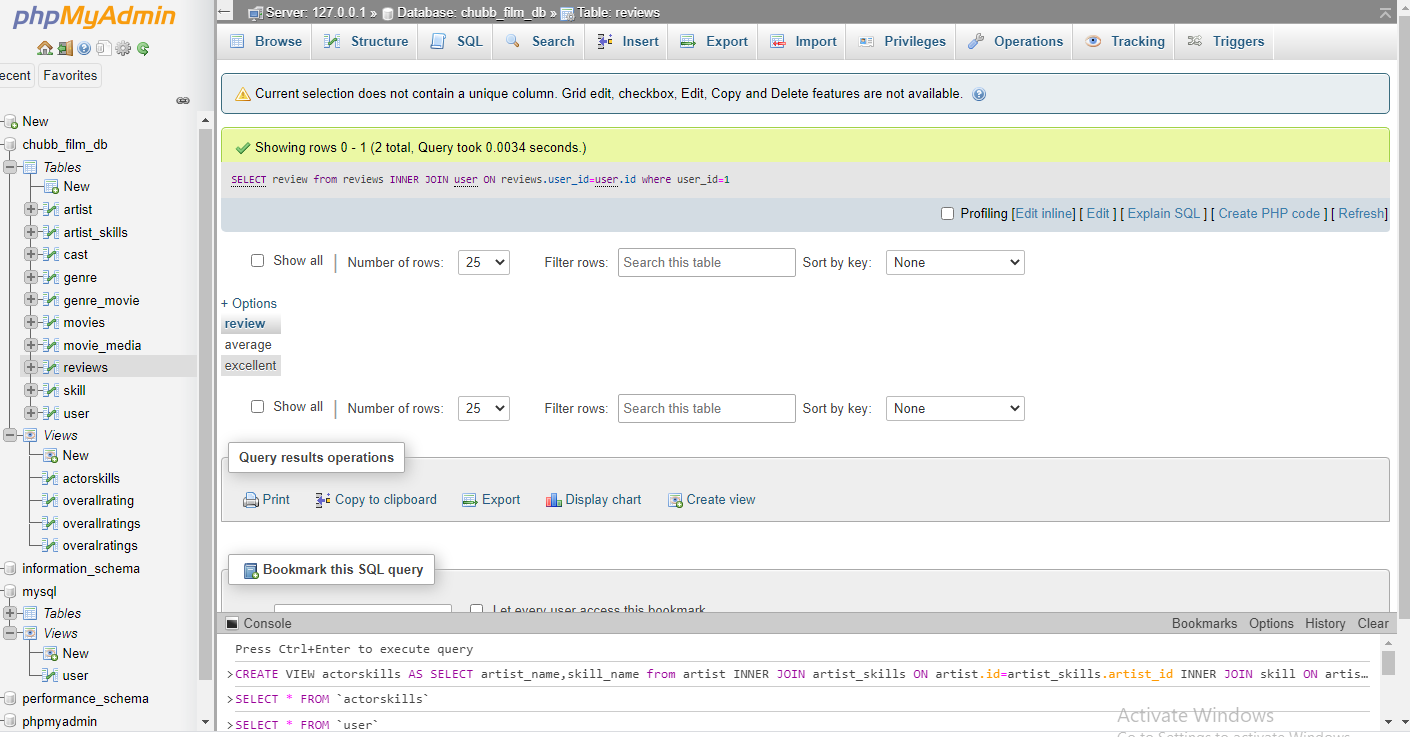 phpMyAdmin
ecent Favorites
New
chubb_film_db
Tables
New
artist
artist_skills
cast
genre
genre_movie
movies
movie_media
reviews
skill
user
Views
New
actorskills
overallrating
overallratings
overalratings
information_schema
mysql
Tables
Views
New
user
performance_schema
phpmyadmin
Server: 127.0.0.1 » Database: chubb_film_db » Table: reviews
Browse Structure SQL Search Insert Export Import Privileges Operations Tracking Triggers
Current selection does not contain a unique column. Grid edit, checkbox, Edit, Copy and Delete features are not available.
Showing rows 0 - 1 (2 total, Query took 0.0034 seconds.)
SELECT review from reviews INNER JOIN user ON reviews.user_id=user.id where user_id=1
Profiling [Edit inline] [ Edit ] [ Explain SQL ] [ Create PHP code ] [ Refresh]
Show all | Number of rows: 25 Filter rows: Search this table Sort by key: None
+ Options
review
average
excellent
Show all | Number of rows: 25 Filter rows: Search this table Sort by key: None
Query results operations
Print Copy to clipboard Export Display chart Create view
Bookmark this SQL query
Let every user access this bookmark
Console Bookmarks Options History Clear
Press Ctrl+Enter to execute query
>CREATE VIEW actorskills AS SELECT artist_name,skill_name from artist INNER JOIN artist_skills ON artist.id=artist_skills.artist_id INNER JOIN skill ON artis…
>SELECT * FROM `actorskills`
>SELECT * FROM `user`
Activate Windows
Go to Settings to activate Windows.